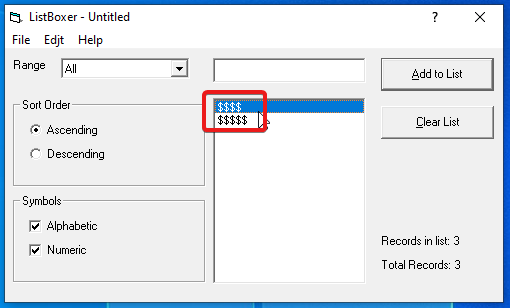 ListBoxer - Untitled
File Edjt Help
Range
All
Add to List
Sort Order
Ascending
Descending
$$$$
$$$$$
Clear List
Symbols
Alphabetic
Numeric
Records in list: 3
Total Records: 3